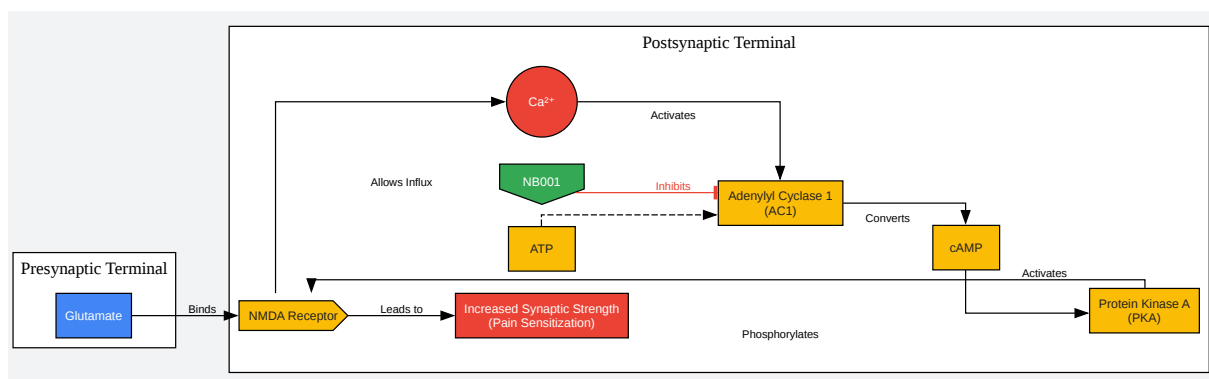 Postsynaptic Terminal
Ca²⁺
Activates
Allows Influx
NB001
Inhibits
Adenylyl Cyclase 1
(AC1)
Converts
ATP
cAMP
Presynaptic Terminal
Activates
Glutamate
Binds
NMDA Receptor
Leads to
Increased Synaptic Strength
(Pain Sensitization)
Protein Kinase A
(PKA)
Phosphorylates